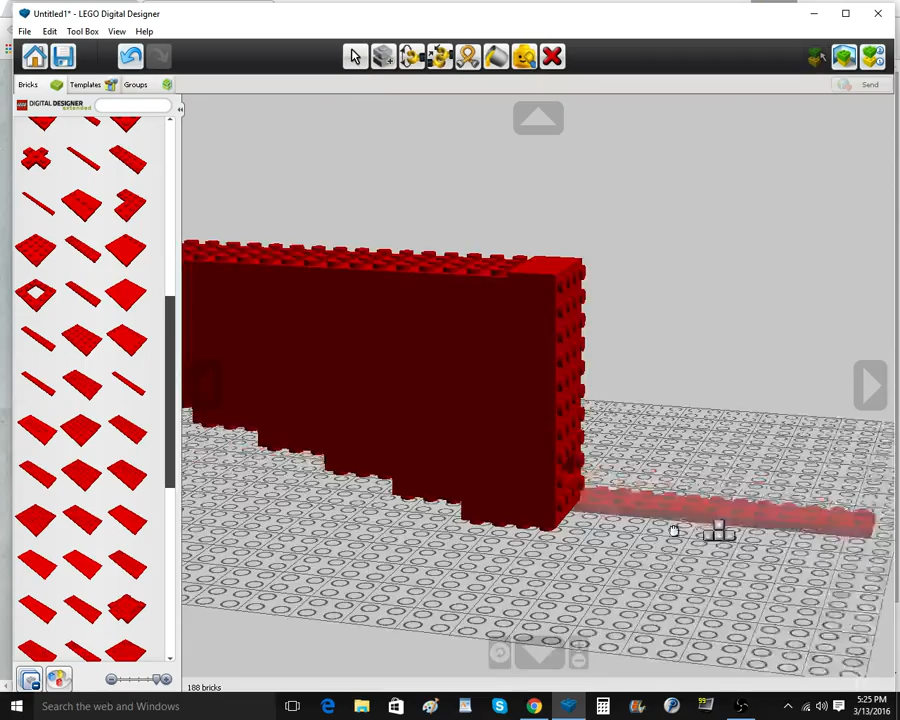 Untitled1* - LEGO Digital Designer
File Edit Tool Box View Help
Bricks Templates Groups
Send
DIGITAL DESIGNER
extended
188 bricks
Search the web and Windows
99
5:25 PM
3/13/2016